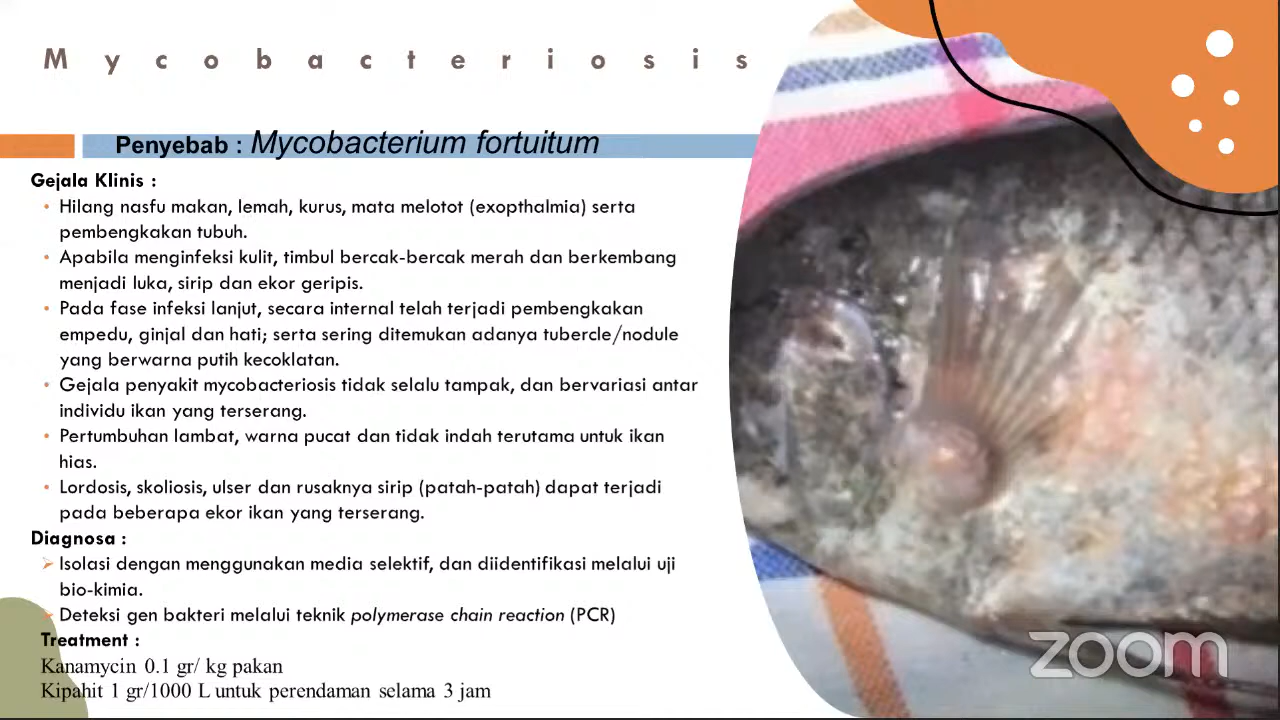 Mycobacteriosis
Penyebab : Mycobacterium fortuitum
Gejala Klinis :
• Hilang nasfu makan, lemah, kurus, mata melotot (exopthalmia) serta
pembengkakan tubuh.
• Apabila menginfeksi kulit, timbul bercak-bercak merah dan berkembang
menjadi luka, sirip dan ekor geripis.
• Pada fase infeksi lanjut, secara internal telah terjadi pembengkakan
empedu, ginjal dan hati; serta sering ditemukan adanya tubercle/nodule
yang berwarna putih kecoklatan.
• Gejala penyakit mycobacteriosis tidak selalu tampak, dan bervariasi antar
individu ikan yang terserang.
• Pertumbuhan lambat, warna pucat dan tidak indah terutama untuk ikan
hias.
• Lordosis, skoliosis, ulser dan rusaknya sirip (patah-patah) dapat terjadi
pada beberapa ekor ikan yang terserang.
Diagnosa :
➢ Isolasi dengan menggunakan media selektif, dan diidentifikasi melalui uji
bio-kimia.
➢ Deteksi gen bakteri melalui teknik polymerase chain reaction (PCR)
Treatment :
Kanamycin 0.1 gr/ kg pakan
Kipahit 1 gr/1000 L untuk perendaman selama 3 jam
zoom